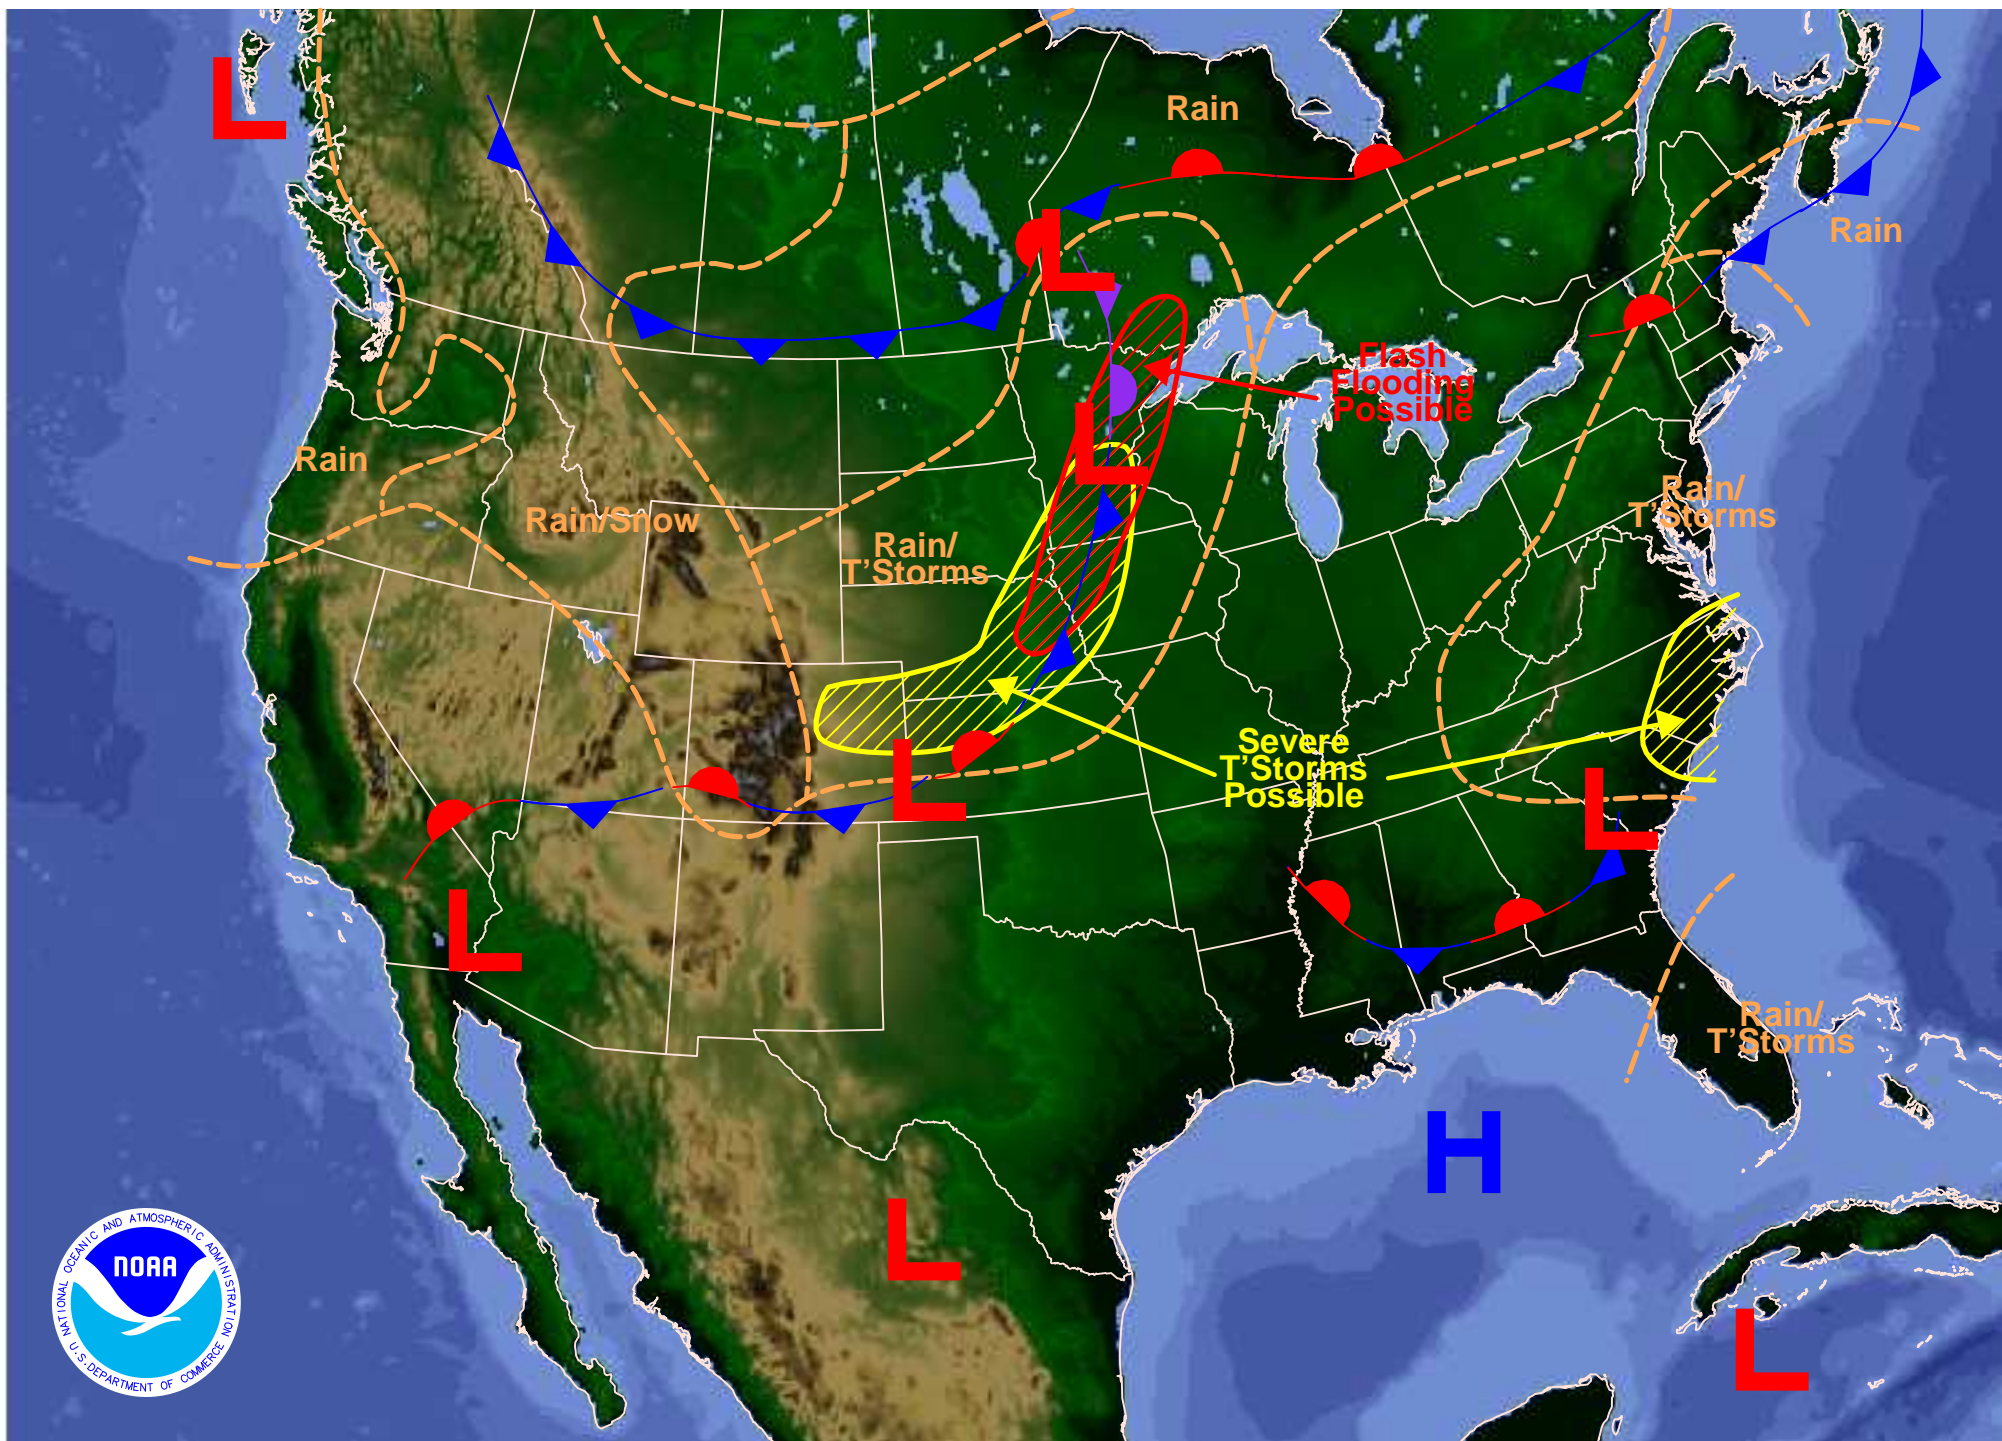 L
Rain
Rain
L
Flash
Flooding
Possible
L
Rain
Rain/Snow
Rain/
T'Storms
Rain/
T'Storms
Severe
T'Storms
Possible
L
L
L
Rain/
T'Storms
H
L
L
NATIONAL OCEANIC AND ATMOSPHERIC ADMINISTRATION
NOAA
U.S. DEPARTMENT OF COMMERCE